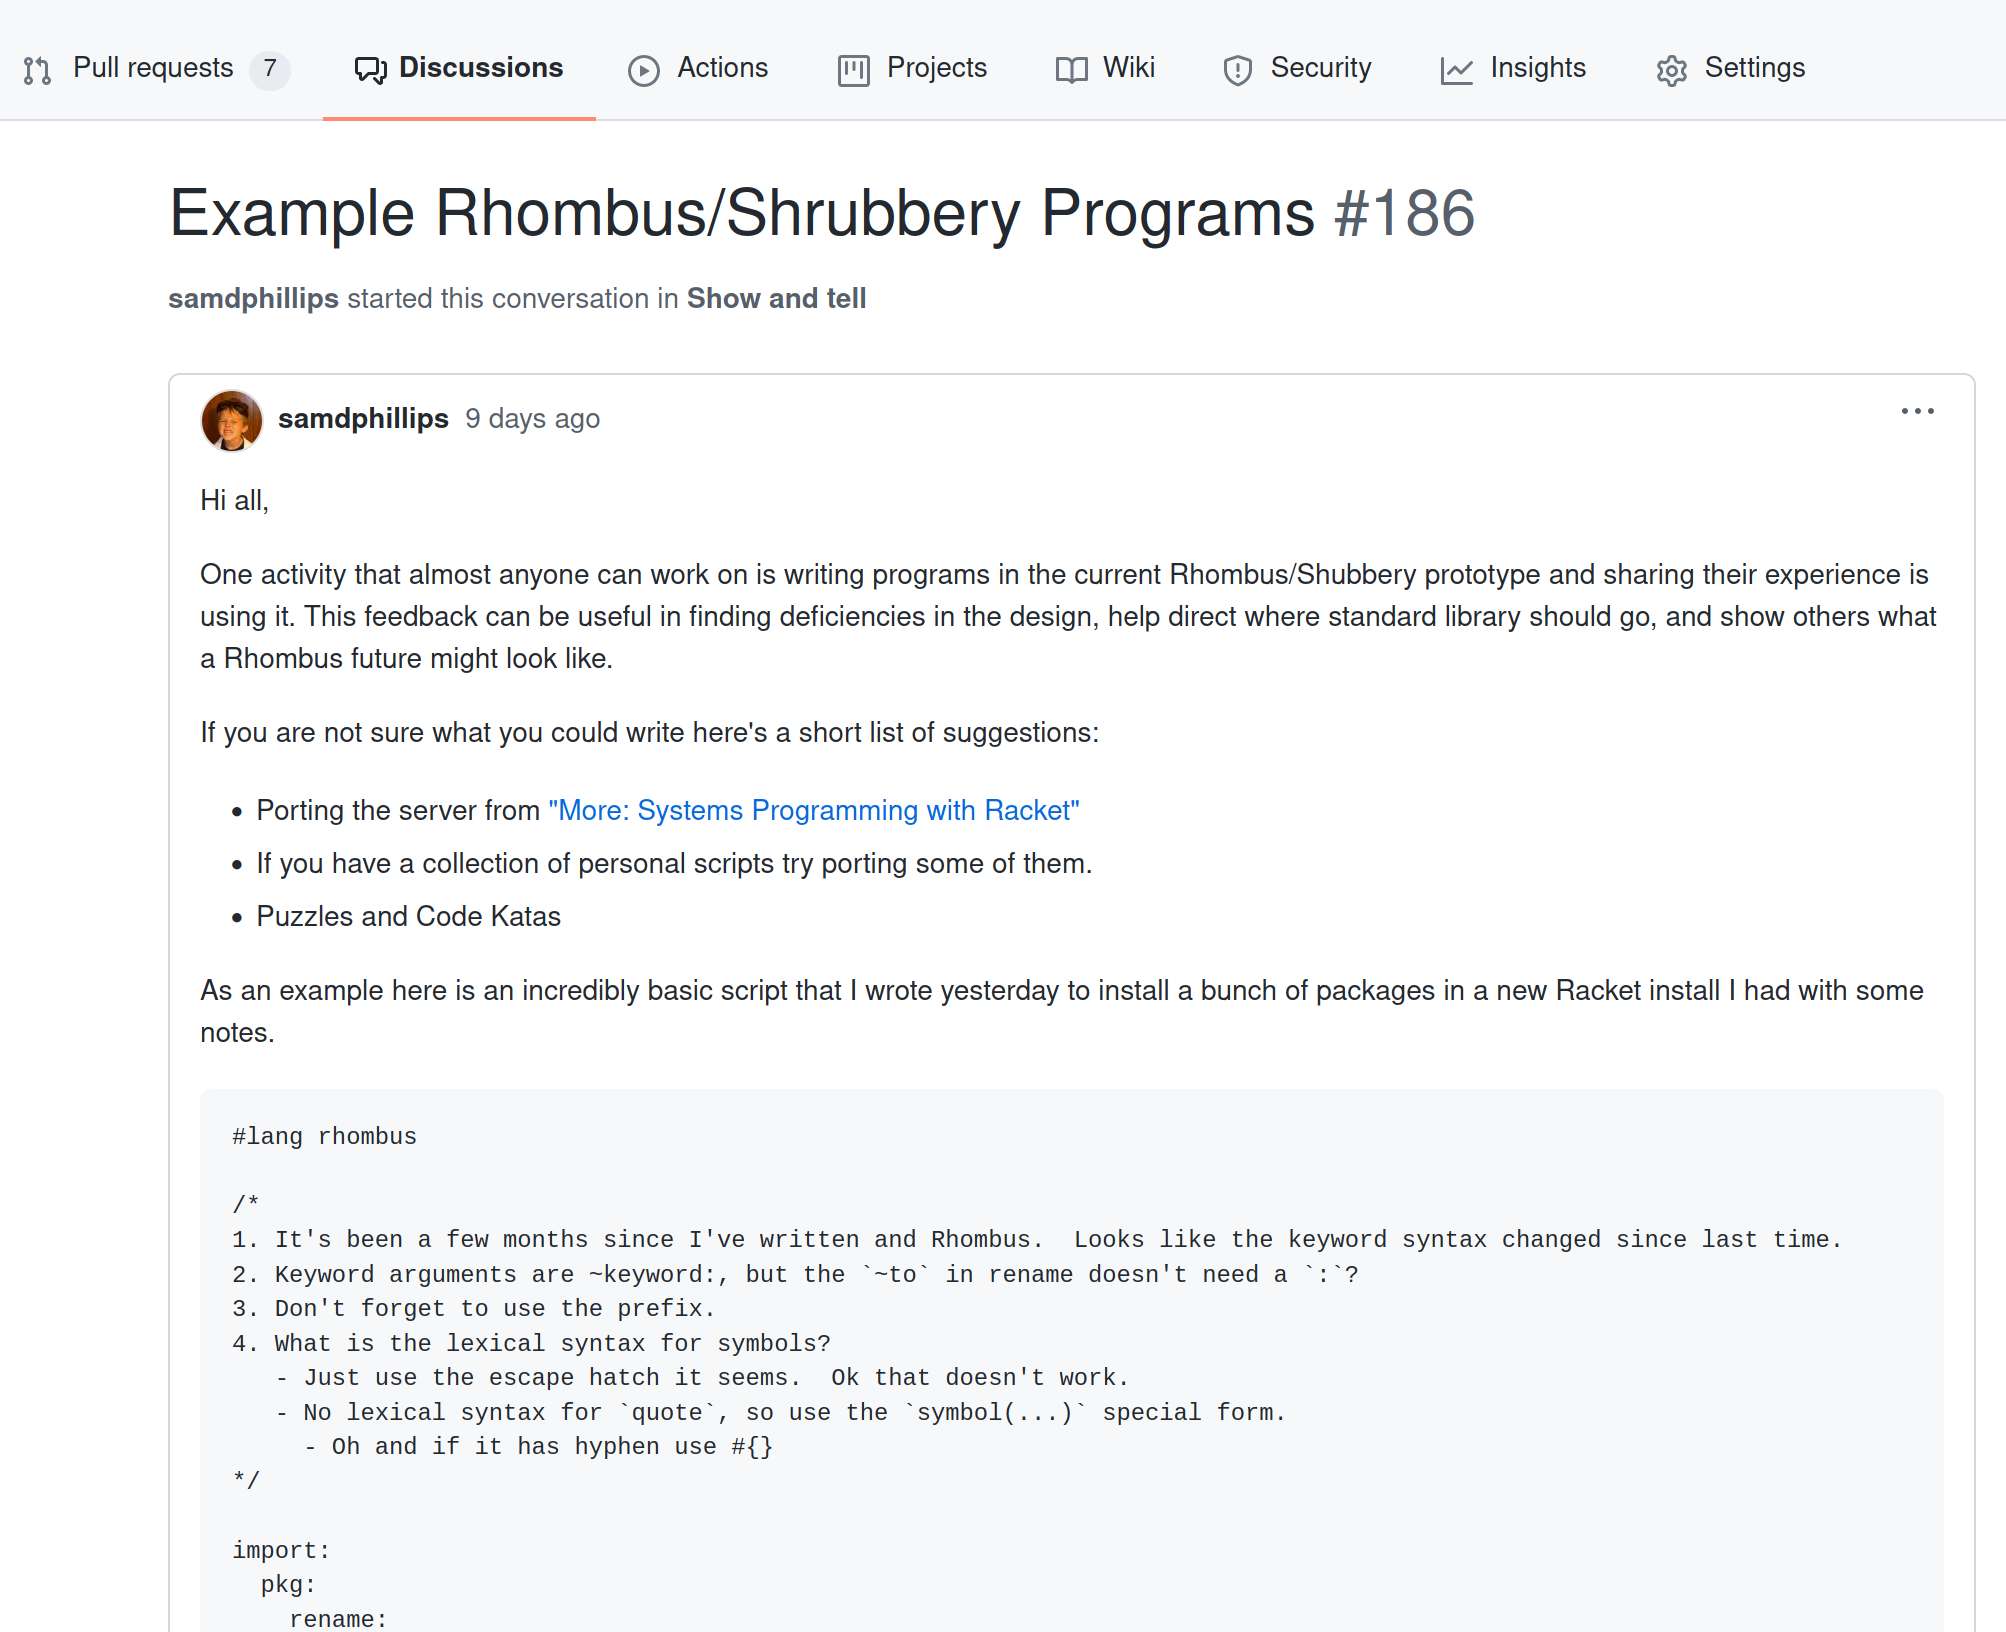 Pull requests 7 Discussions Actions Projects Wiki Security Insights Settings
Example Rhombus/Shrubbery Programs #186
samdphillips started this conversation in Show and tell
samdphillips 9 days ago
Hi all,
One activity that almost anyone can work on is writing programs in the current Rhombus/Shubbery prototype and sharing their experience is
using it. This feedback can be useful in finding deficiencies in the design, help direct where standard library should go, and show others what
a Rhombus future might look like.
If you are not sure what you could write here's a short list of suggestions:
• Porting the server from "More: Systems Programming with Racket"
• If you have a collection of personal scripts try porting some of them.
• Puzzles and Code Katas
As an example here is an incredibly basic script that I wrote yesterday to install a bunch of packages in a new Racket install I had with some
notes.
#lang rhombus
/*
1. It's been a few months since I've written and Rhombus.  Looks like the keyword syntax changed since last time.
2. Keyword arguments are ~keyword:, but the `~to` in rename doesn't need a `:`?
3. Don't forget to use the prefix.
4. What is the lexical syntax for symbols?
   - Just use the escape hatch it seems.  Ok that doesn't work.
   - No lexical syntax for `quote`, so use the `symbol(...)` special form.
     - Oh and if it has hyphen use #{}
*/
import:
  pkg:
    rename: